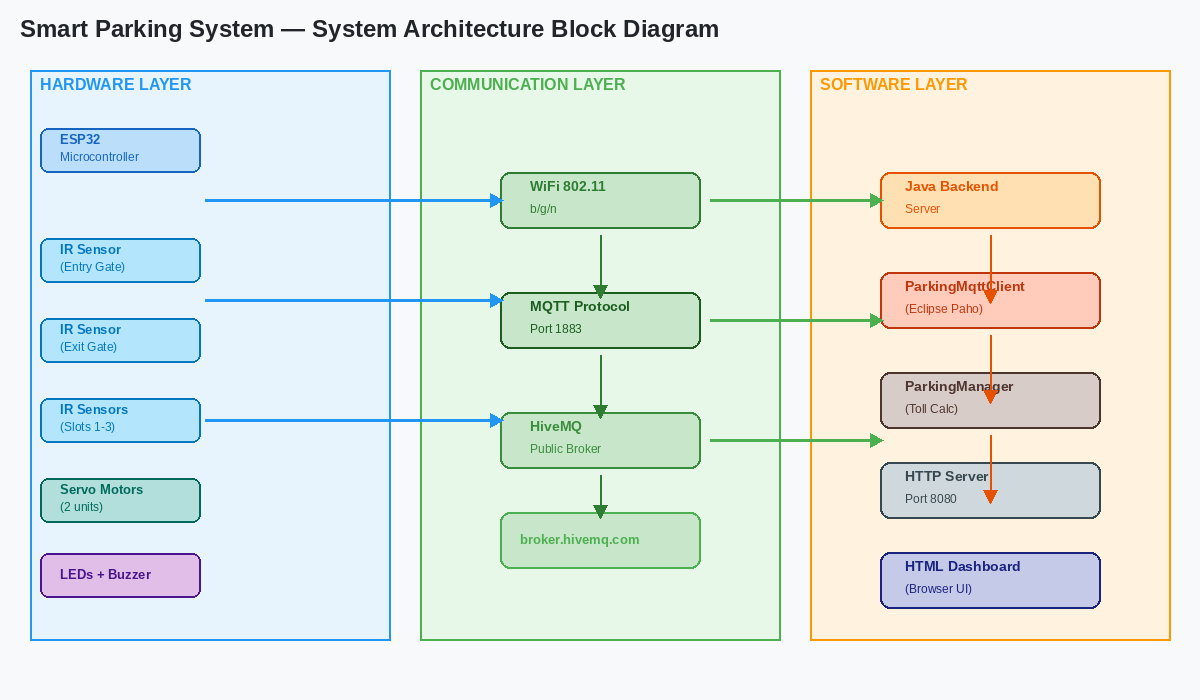 Smart Parking System — System Architecture Block Diagram
HARDWARE LAYER
ESP32
Microcontroller
IR Sensor
(Entry Gate)
IR Sensor
(Exit Gate)
IR Sensors
(Slots 1-3)
Servo Motors
(2 units)
LEDs + Buzzer
COMMUNICATION LAYER
WiFi 802.11
b/g/n
MQTT Protocol
Port 1883
HiveMQ
Public Broker
broker.hivemq.com
SOFTWARE LAYER
Java Backend
Server
ParkingMqttClient
(Eclipse Paho)
ParkingManager
(Toll Calc)
HTTP Server
Port 8080
HTML Dashboard
(Browser UI)